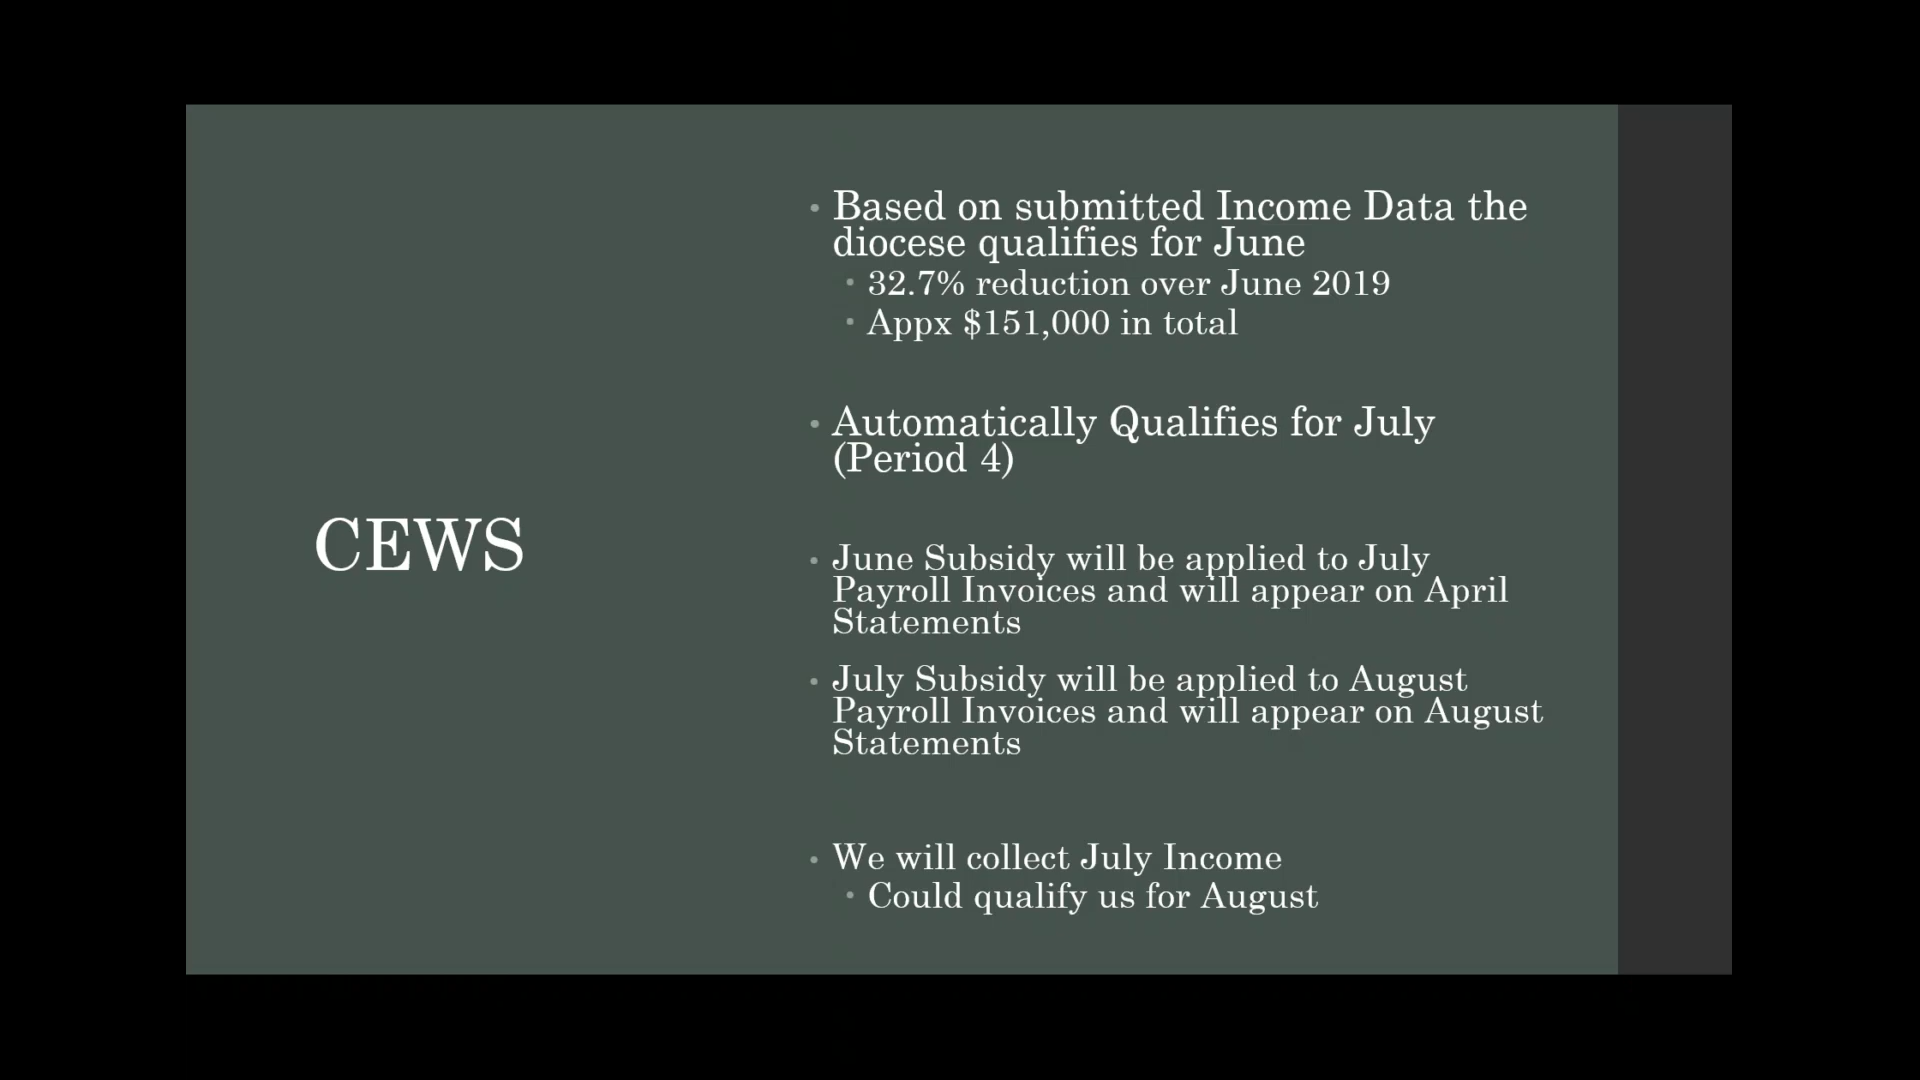 CEWS
Based on submitted Income Data the
diocese qualifies for June
32.7% reduction over June 2019
Appx $151,000 in total
Automatically Qualifies for July
(Period 4)
June Subsidy will be applied to July
Payroll Invoices and will appear on April
Statements
July Subsidy will be applied to August
Payroll Invoices and will appear on August
Statements
We will collect July Income
Could qualify us for August